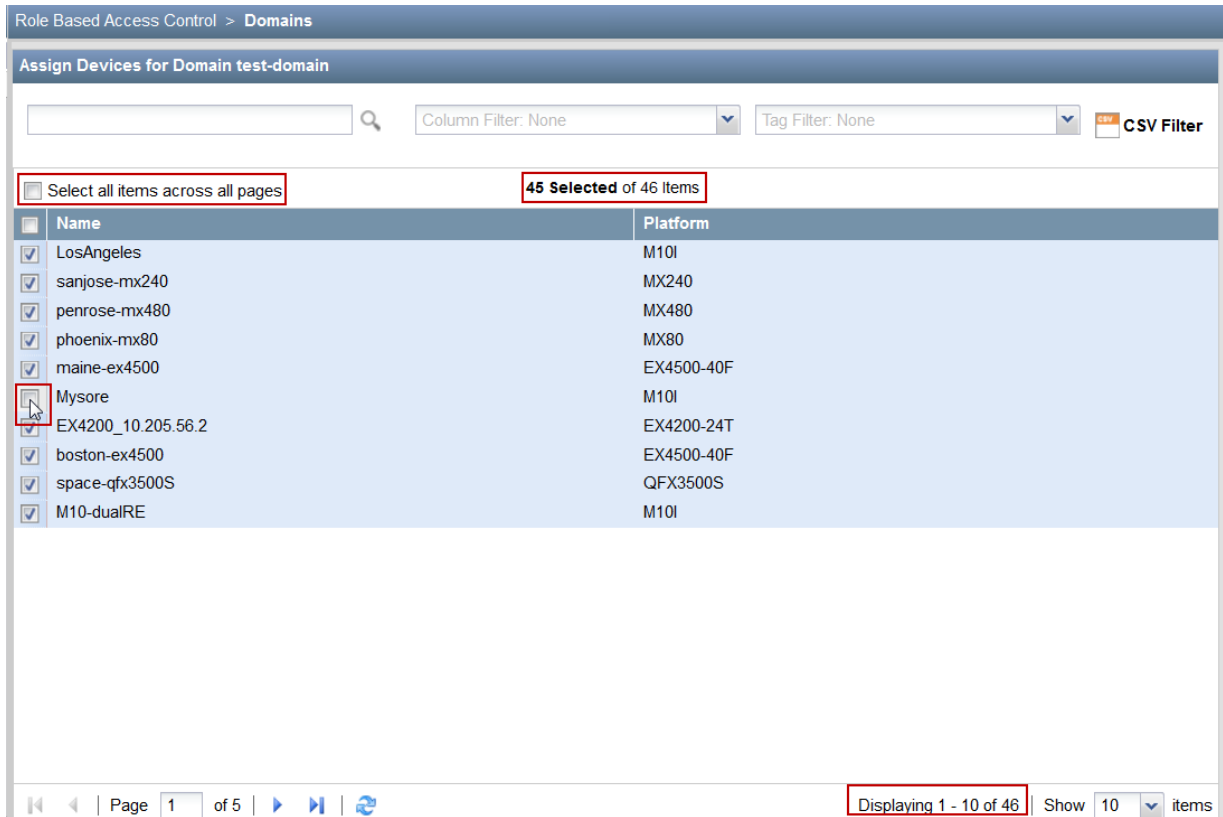 Role Based Access Control > Domains
Assign Devices for Domain test-domain
Column Filter: None Tag Filter: None CSV CSV Filter
Select all items across all pages 45 Selected of 46 Items
Name Platform
LosAngeles M10I
sanjose-mx240 MX240
penrose-mx480 MX480
phoenix-mx80 MX80
maine-ex4500 EX4500-40F
Mysore M10I
EX4200_10.205.56.2 EX4200-24T
boston-ex4500 EX4500-40F
space-qfx3500S QFX3500S
M10-dualRE M10I
Page 1 of 5 Displaying 1 - 10 of 46 Show 10 items